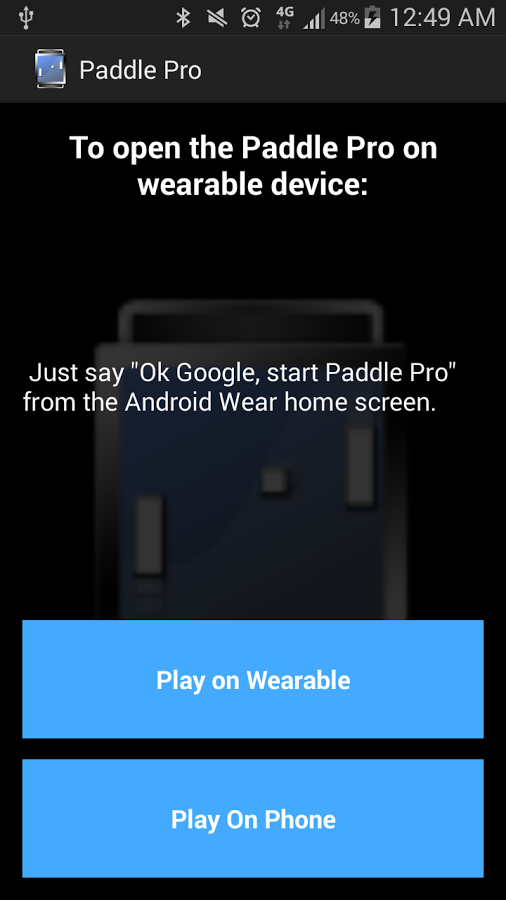 4G 48% 12:49 AM
Paddle Pro
To open the Paddle Pro on
wearable device:
Just say "Ok Google, start Paddle Pro"
from the Android Wear home screen.
Play on Wearable
Play On Phone